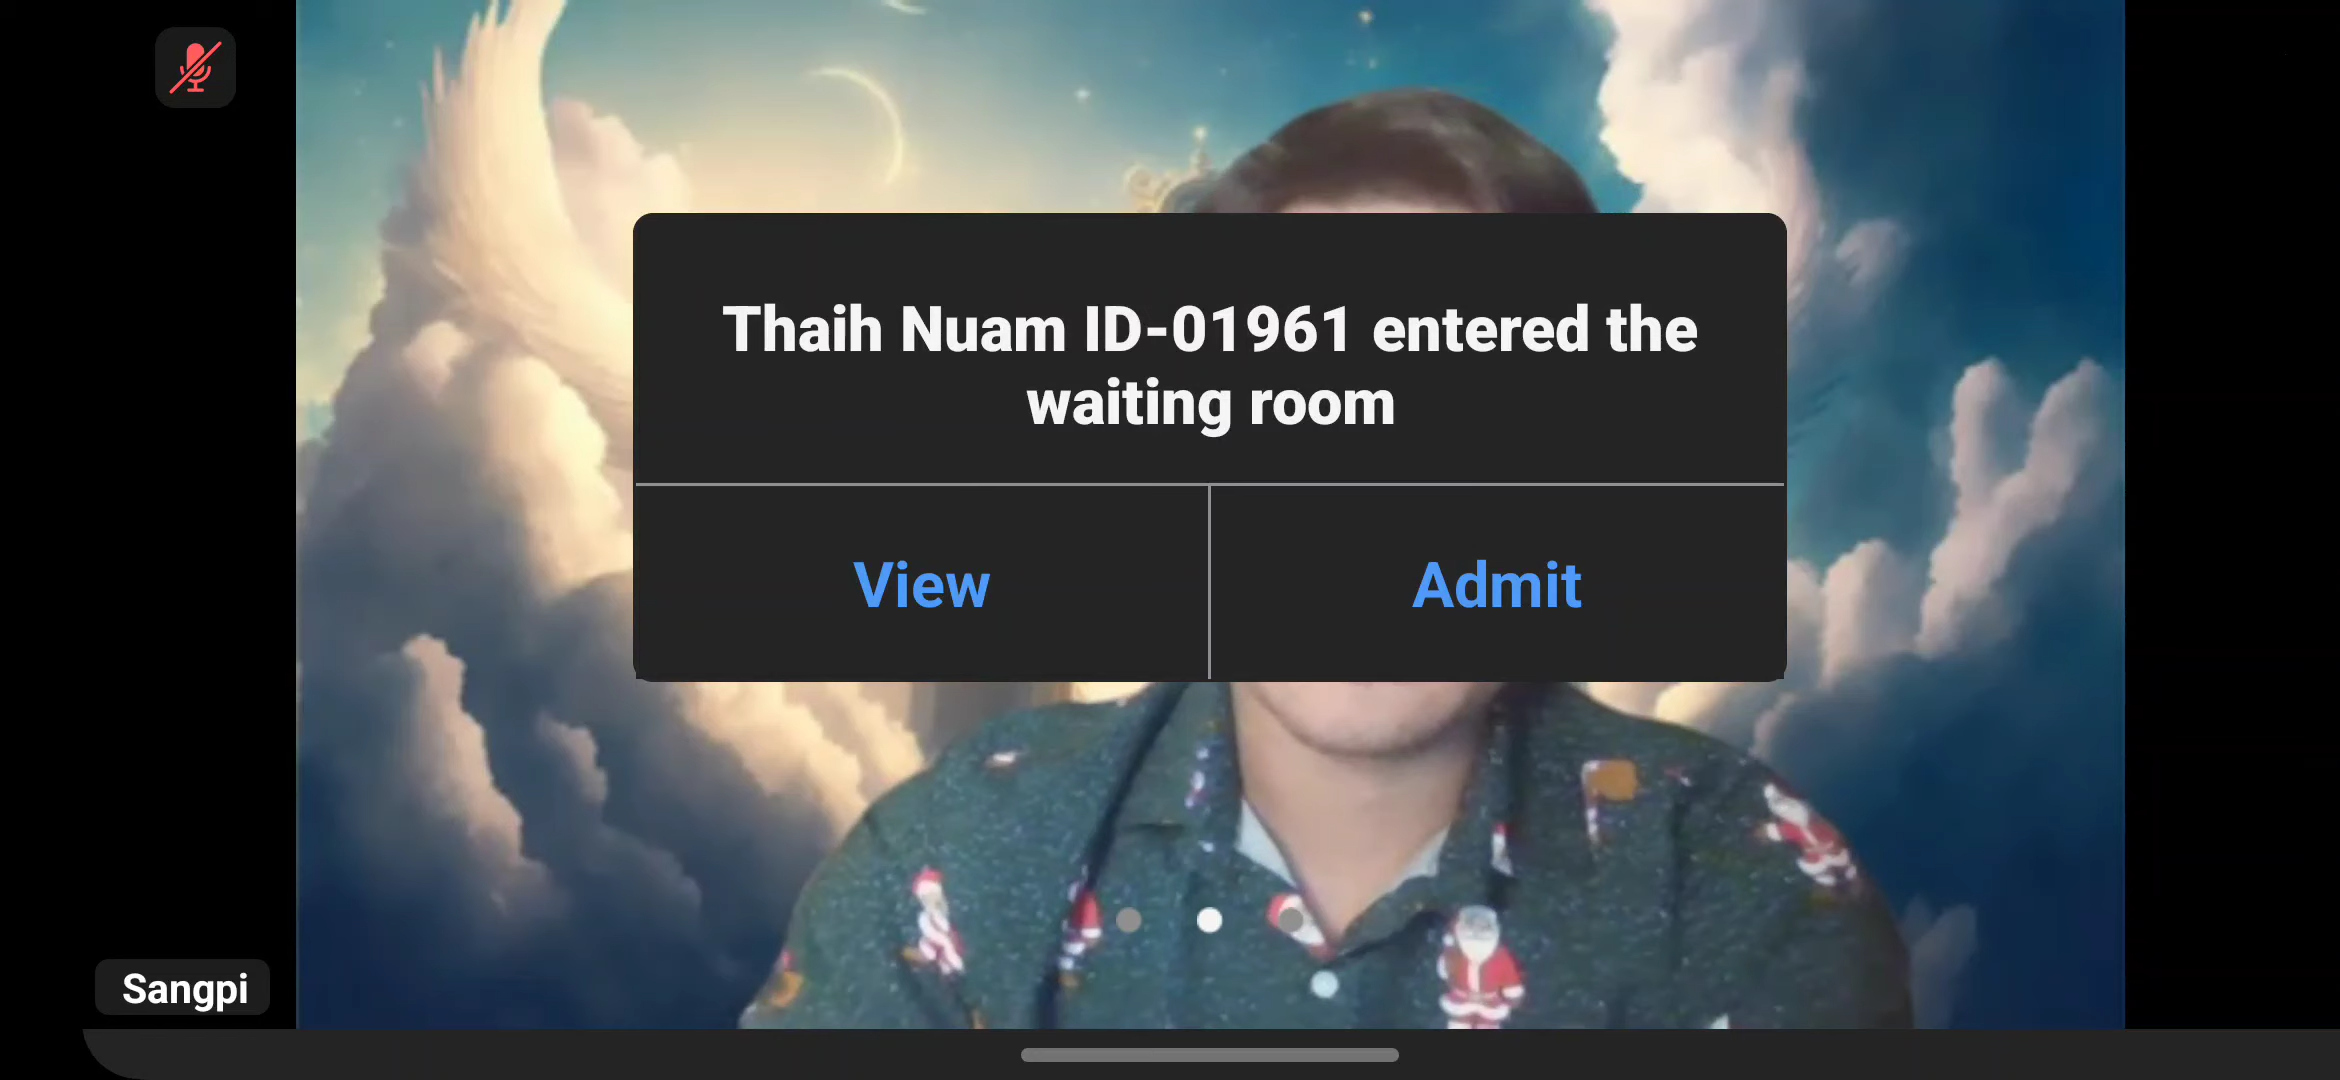 Thaih Nuam ID-01961 entered the
waiting room
View
Admit
Sangpi